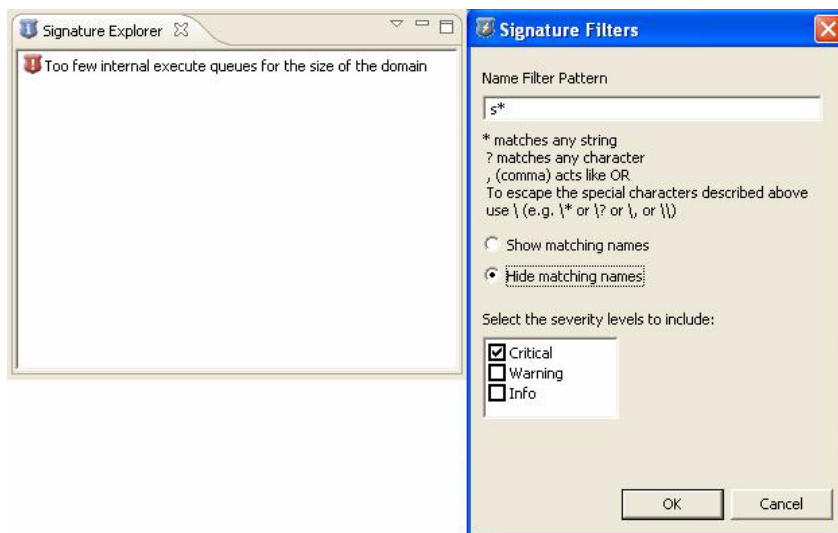 Signature Explorer
Too few internal execute queues for the size of the domain
Signature Filters
Name Filter Pattern
s*
* matches any string
? matches any character
, (comma) acts like OR
To escape the special characters described above
use \ (e.g. \* or \? or \, or \\)
Show matching names
Hide matching names
Select the severity levels to include:
Critical
Warning
Info
OK
Cancel